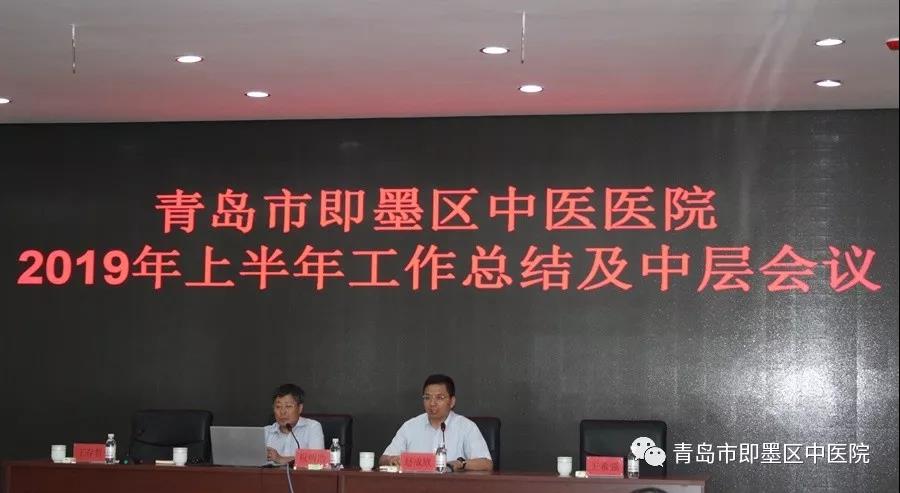 青岛市即墨区中医医院
2019年上半年工作总结及中层会议
青岛市即墨区中医院